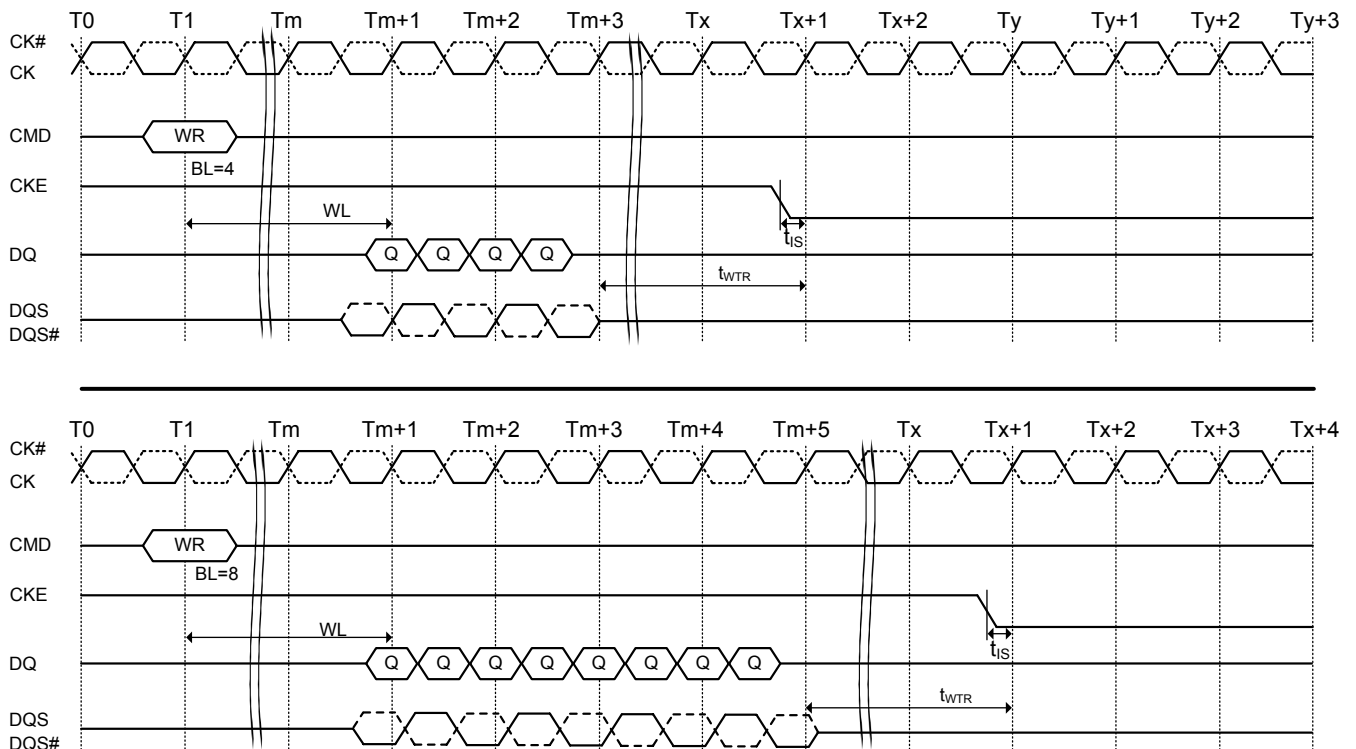 T0 T1 Tm Tm+1 Tm+2 Tm+3 Tx Tx+1 Tx+2 Ty Ty+1 Ty+2 Ty+3
CK#
CK
CMD WR
BL=4
CKE
WL
tIS
DQ Q Q Q Q
tWTR
DQS
DQS#
T0 T1 Tm Tm+1 Tm+2 Tm+3 Tm+4 Tm+5 Tx Tx+1 Tx+2 Tx+3 Tx+4
CK#
CK
CMD WR
BL=8
CKE
WL
tIS
DQ Q Q Q Q Q Q Q Q
tWTR
DQS
DQS#